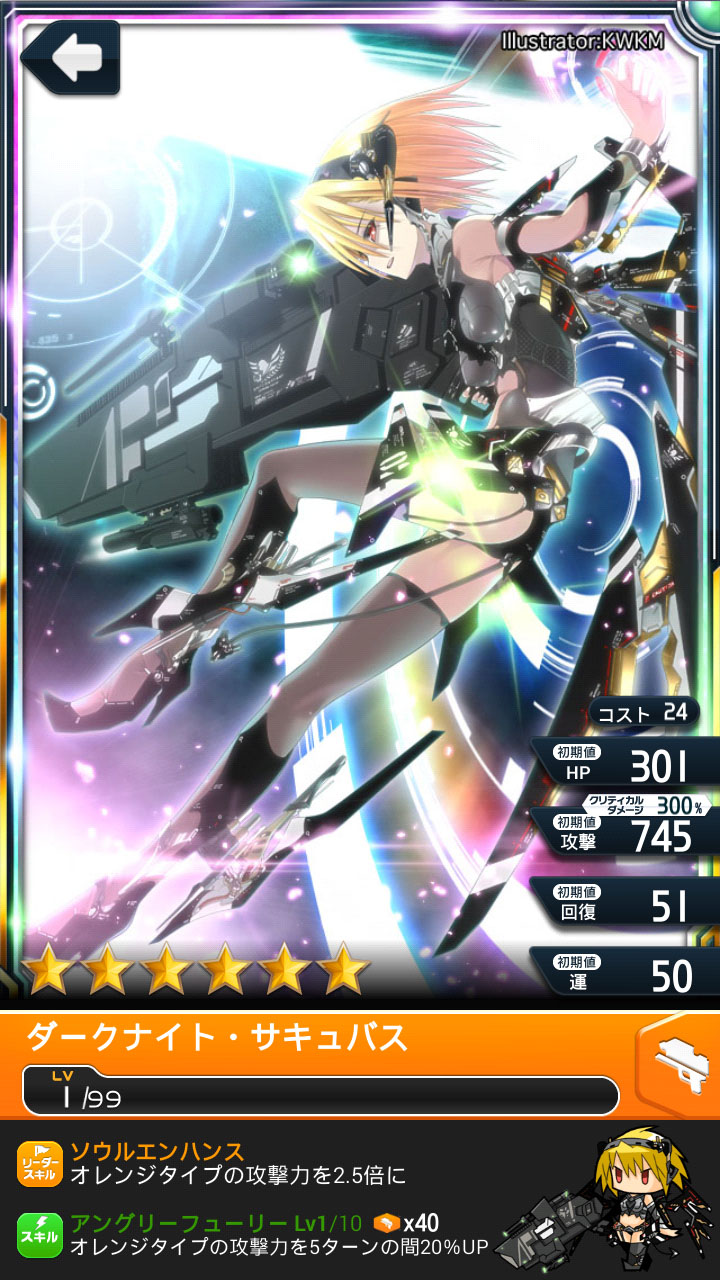 Illustrator:KWKM
コスト 24
初期値
HP 301
クリティカル
ダメージ 300%
初期値
攻撃 745
初期値
回復 51
初期値
運 50
ダークナイト・サキュバス
LV
1/99
リーダー
スキル
ソウルエンハンス
オレンジタイプの攻撃力を2.5倍に
スキル
アングリーフューリー Lv1/10 x40
オレンジタイプの攻撃力を5ターンの間20%UP